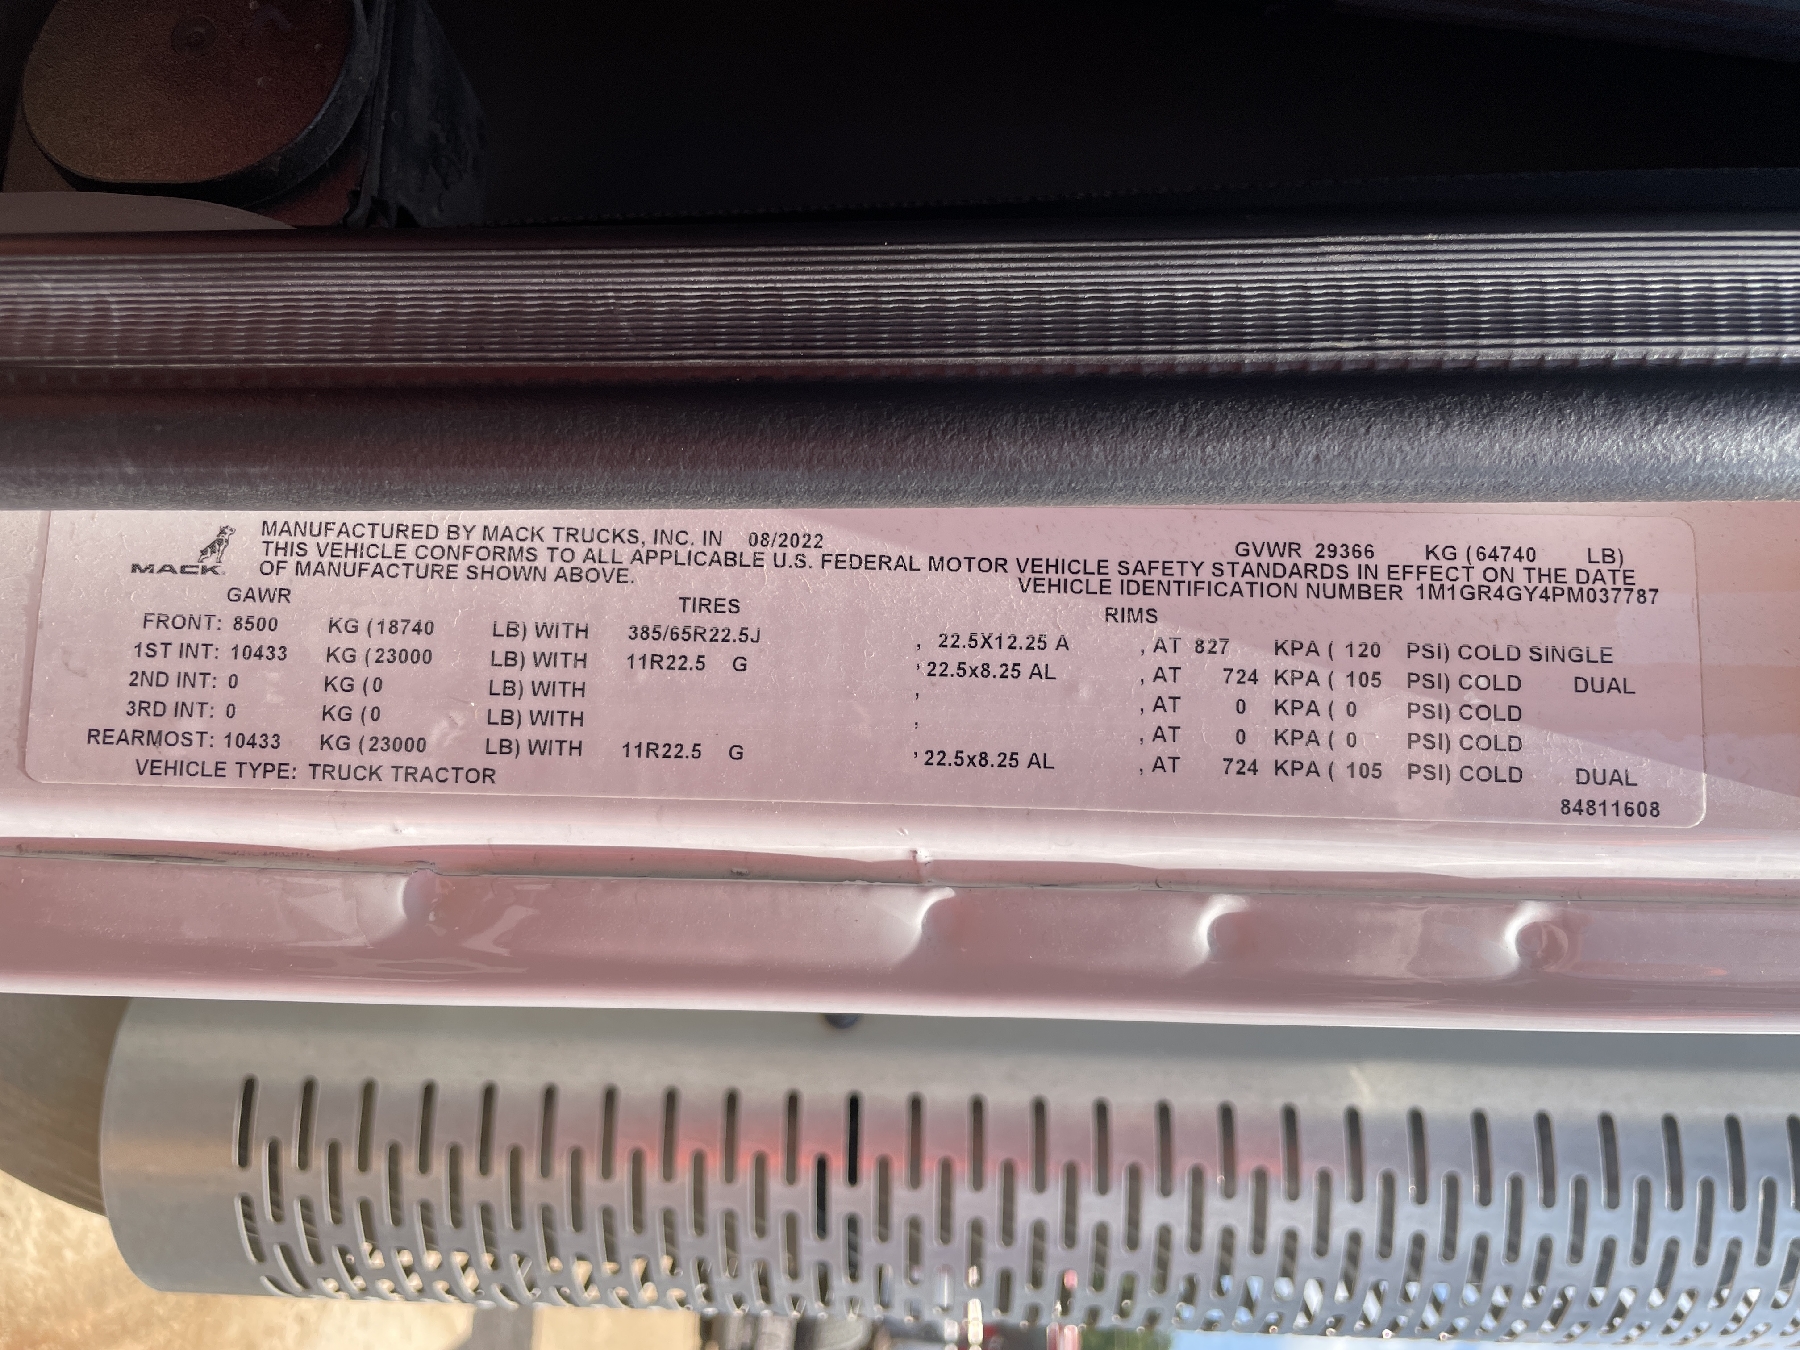 MACK
MANUFACTURED BY MACK TRUCKS, INC. IN 08/2022
GVWR 29366 KG (64740 LB)
THIS VEHICLE CONFORMS TO ALL APPLICABLE U.S. FEDERAL MOTOR VEHICLE SAFETY STANDARDS IN EFFECT ON THE DATE
OF MANUFACTURE SHOWN ABOVE.
VEHICLE IDENTIFICATION NUMBER 1M1GR4GY4PM037787
GAWR TIRES RIMS
FRONT: 8500 KG (18740 LB) WITH 385/65R22.5J , 22.5X12.25 A , AT 827 KPA ( 120 PSI) COLD SINGLE
1ST INT: 10433 KG (23000 LB) WITH 11R22.5 G , 22.5x8.25 AL , AT 724 KPA ( 105 PSI) COLD DUAL
2ND INT: 0 KG (0 LB) WITH , , AT 0 KPA ( 0 PSI) COLD
3RD INT: 0 KG (0 LB) WITH , , AT 0 KPA ( 0 PSI) COLD
REARMOST: 10433 KG (23000 LB) WITH 11R22.5 G , 22.5x8.25 AL , AT 724 KPA ( 105 PSI) COLD DUAL
VEHICLE TYPE: TRUCK TRACTOR
84811608